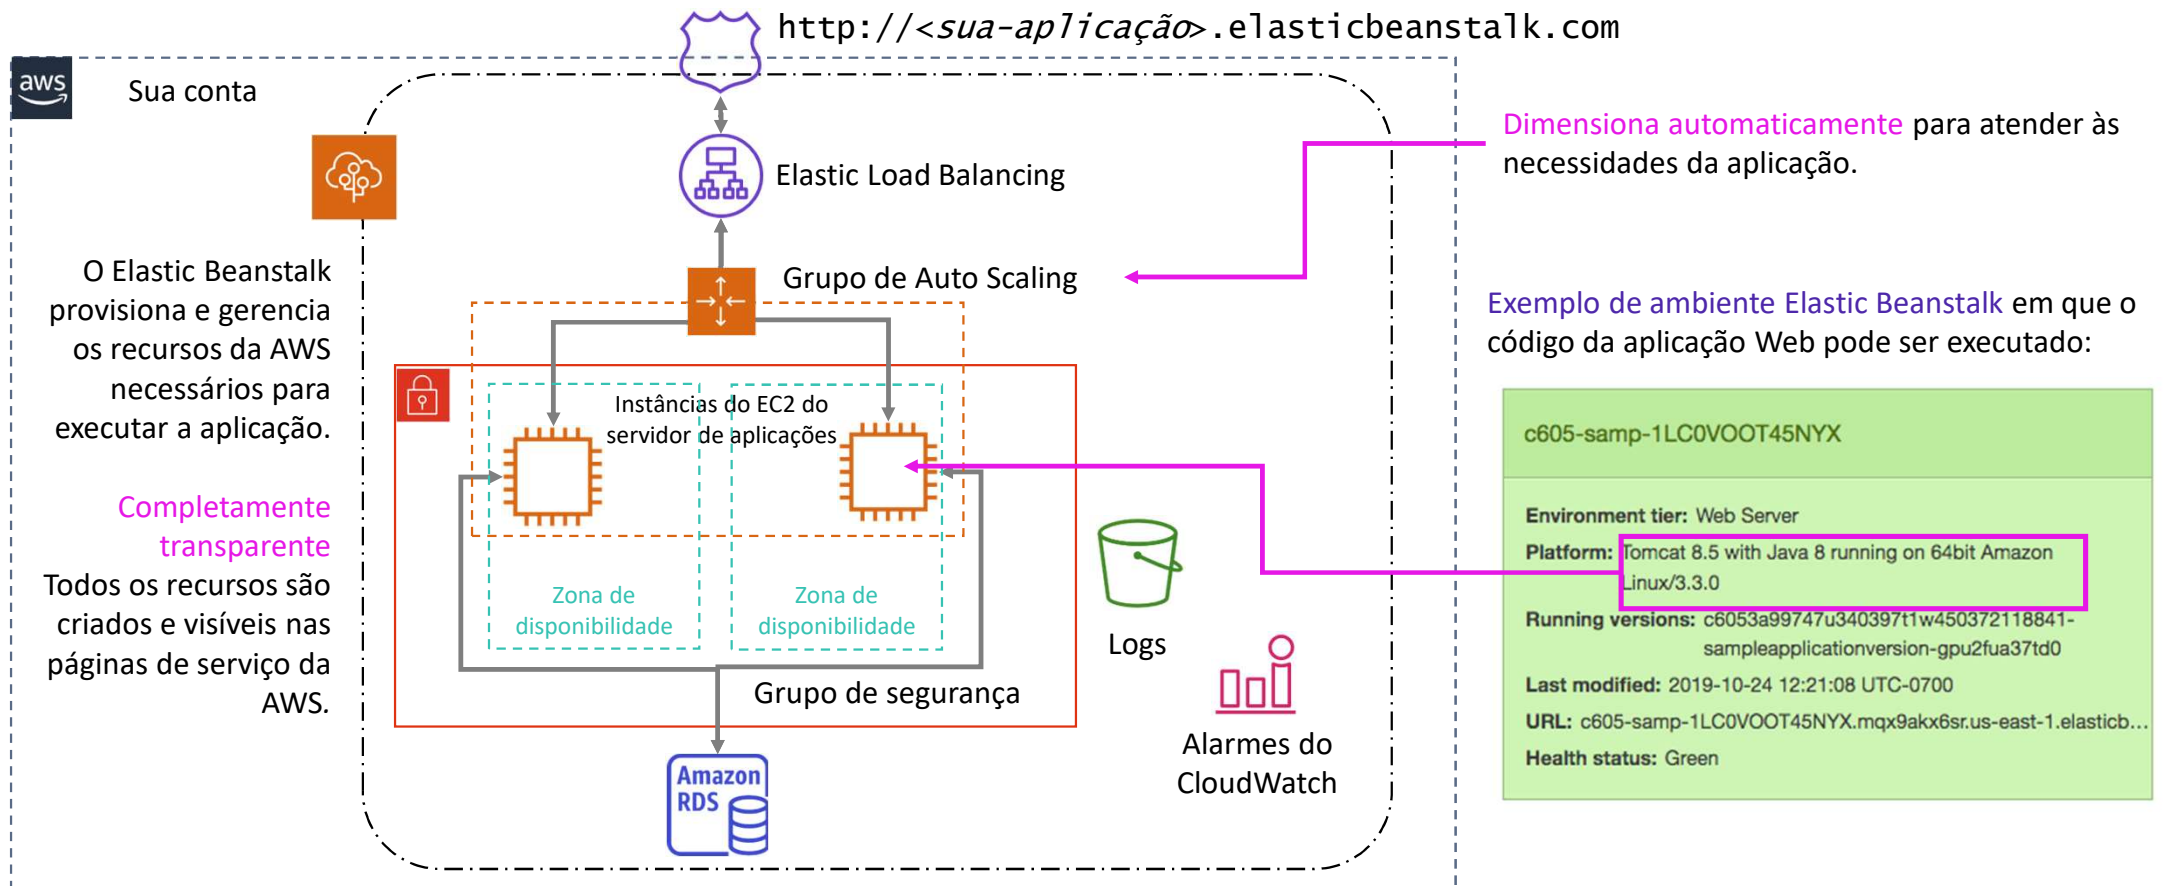 http://<sua-aplicação>.elasticbeanstalk.com
aws
Sua conta
Elastic Load Balancing
Dimensiona automaticamente para atender às
necessidades da aplicação.
O Elastic Beanstalk
provisiona e gerencia
os recursos da AWS
necessários para
executar a aplicação.
Completamente
transparente
Todos os recursos são
criados e visíveis nas
páginas de serviço da
AWS.
Grupo de Auto Scaling
Instâncias do EC2 do
servidor de aplicações
Zona de
disponibilidade
Zona de
disponibilidade
Grupo de segurança
Amazon
RDS
Logs
Alarmes do
CloudWatch
Exemplo de ambiente Elastic Beanstalk em que o
código da aplicação Web pode ser executado:
c605-samp-1LC0VOOT45NYX
Environment tier: Web Server
Platform: Tomcat 8.5 with Java 8 running on 64bit Amazon
Linux/3.3.0
Running versions: c6053a99747u340397t1w450372118841-
sampleapplicationversion-gpu2fua37td0
Last modified: 2019-10-24 12:21:08 UTC-0700
URL: c605-samp-1LC0VOOT45NYX.mqx9akx6sr.us-east-1.elasticb...
Health status: Green